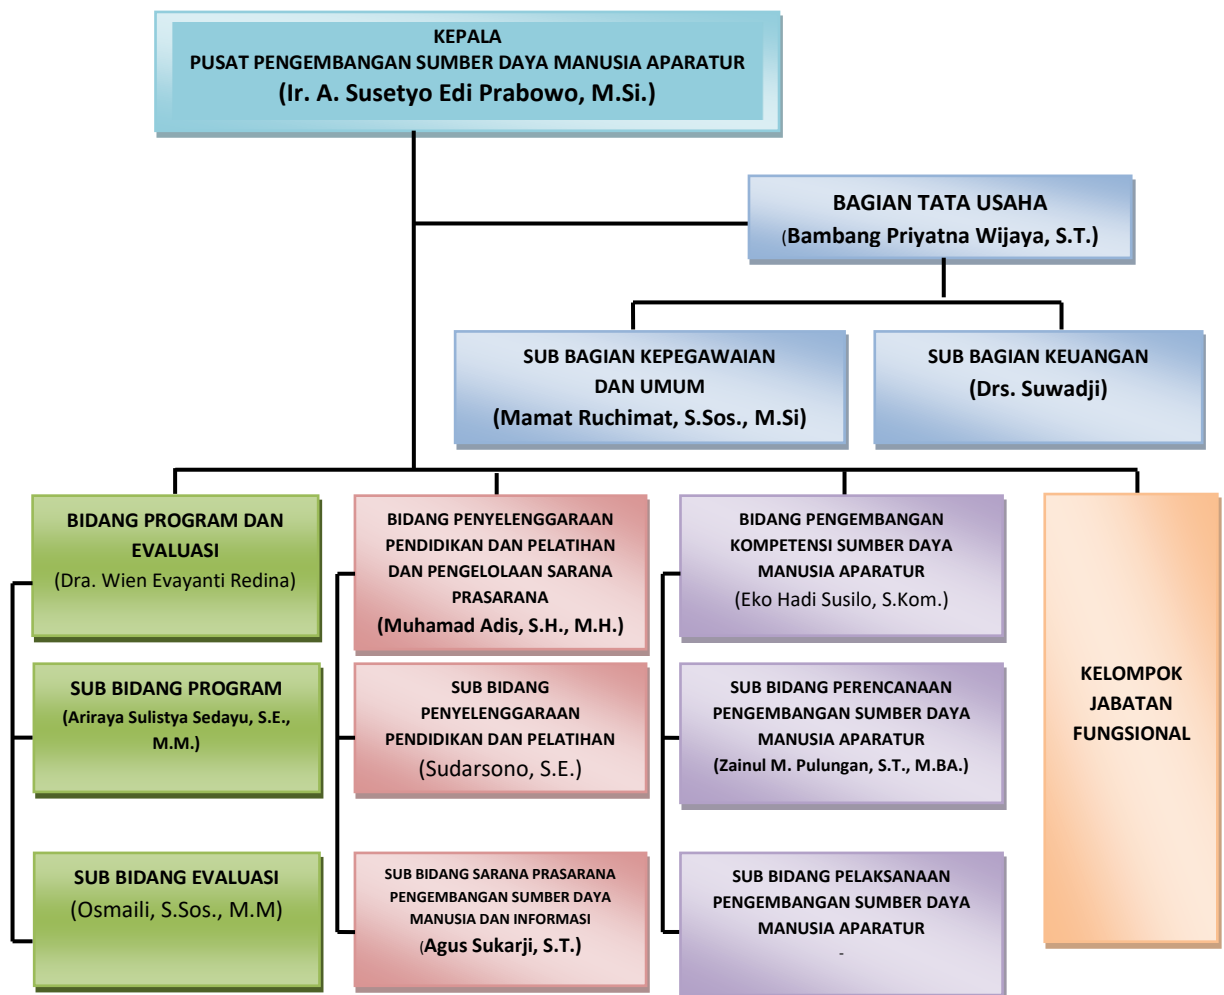 KEPALA
PUSAT PENGEMBANGAN SUMBER DAYA MANUSIA APARATUR
(Ir. A. Susetyo Edi Prabowo, M.Si.)
BAGIAN TATA USAHA
(Bambang Priyatna Wijaya, S.T.)
SUB BAGIAN KEPEGAWAIAN
DAN UMUM
(Mamat Ruchimat, S.Sos., M.Si)
SUB BAGIAN KEUANGAN
(Drs. Suwadji)
BIDANG PROGRAM DAN
EVALUASI
(Dra. Wien Evayanti Redina)
BIDANG PENYELENGGARAAN
PENDIDIKAN DAN PELATIHAN
DAN PENGELOLAAN SARANA
PRASARANA
(Muhamad Adis, S.H., M.H.)
BIDANG PENGEMBANGAN
KOMPETENSI SUMBER DAYA
MANUSIA APARATUR
(Eko Hadi Susilo, S.Kom.)
KELOMPOK
JABATAN
FUNGSIONAL
SUB BIDANG PROGRAM
(Ariraya Sulistya Sedayu, S.E.,
M.M.)
SUB BIDANG
PENYELENGGARAAN
PENDIDIKAN DAN PELATIHAN
(Sudarsono, S.E.)
SUB BIDANG PERENCANAAN
PENGEMBANGAN SUMBER DAYA
MANUSIA APARATUR
(Zainul M. Pulungan, S.T., M.BA.)
SUB BIDANG EVALUASI
(Osmaili, S.Sos., M.M)
SUB BIDANG SARANA PRASARANA
PENGEMBANGAN SUMBER DAYA
MANUSIA DAN INFORMASI
(Agus Sukarji, S.T.)
SUB BIDANG PELAKSANAAN
PENGEMBANGAN SUMBER DAYA
MANUSIA APARATUR
-